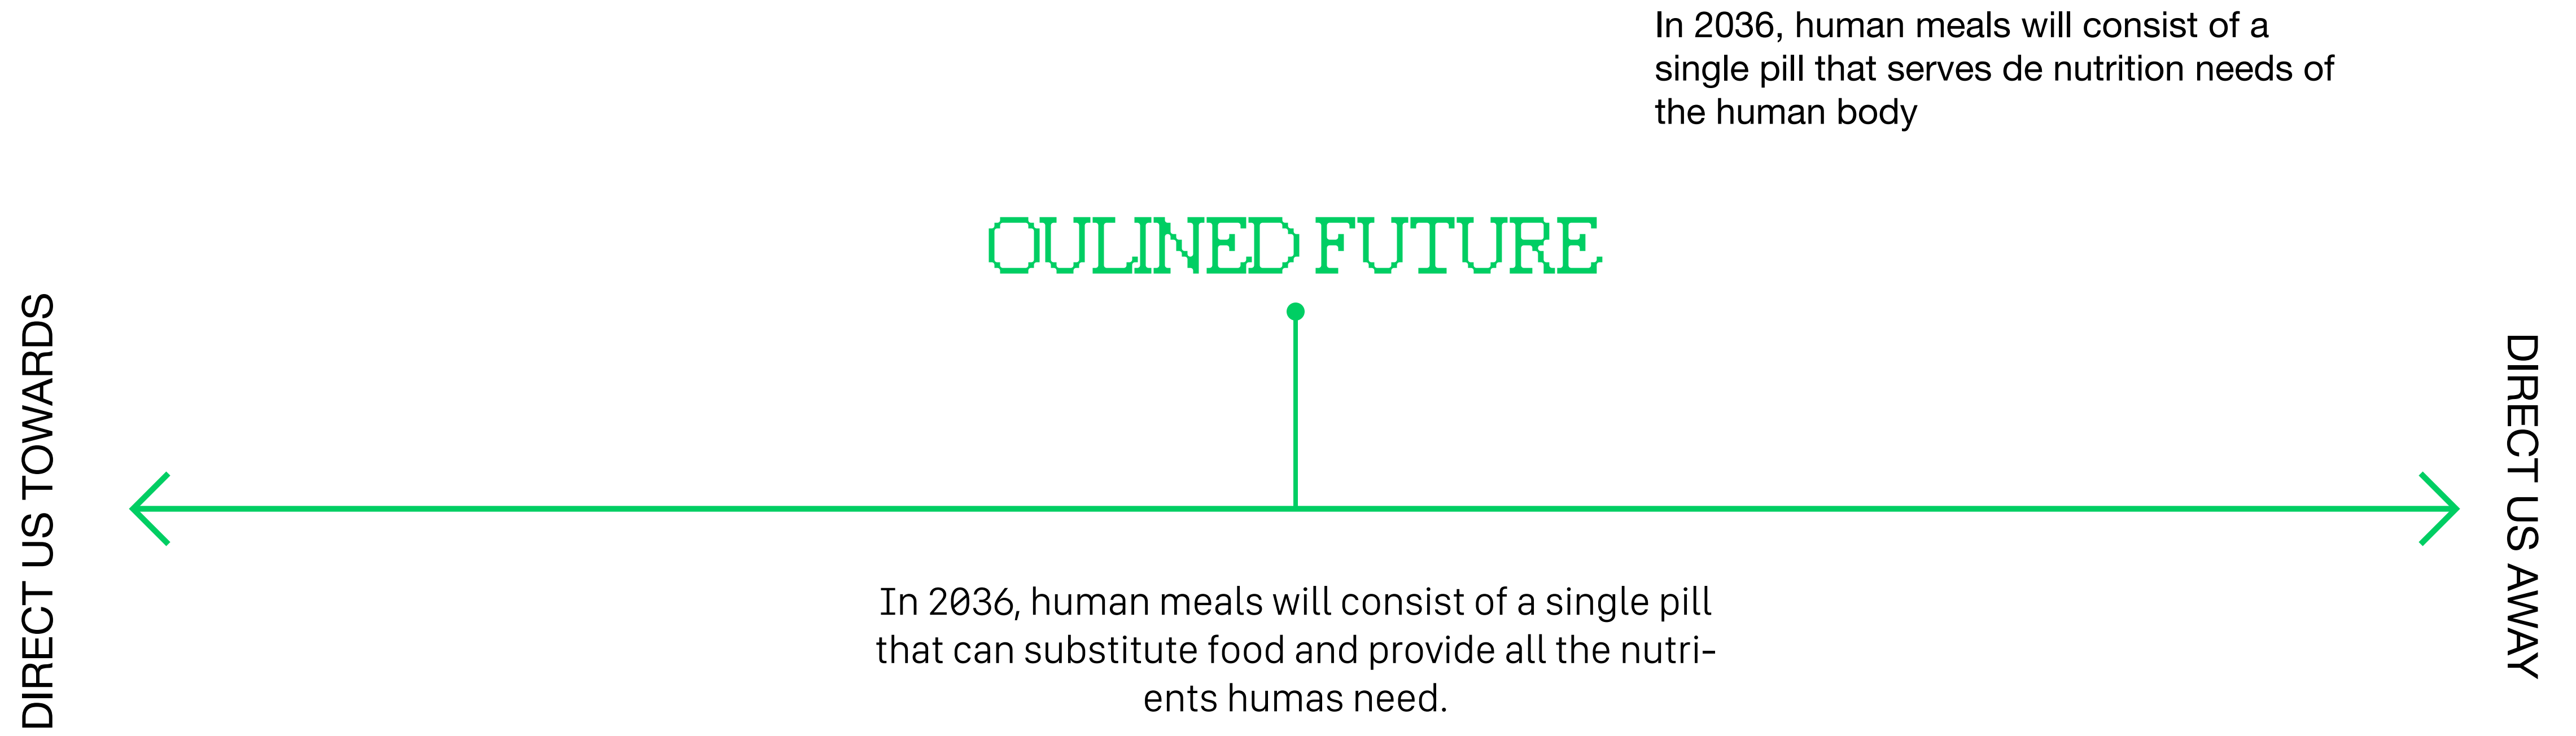 In 2036, human meals will consist of a
single pill that serves de nutrition needs of
the human body
OULINED FUTURE
DIRECT US TOWARDS
DIRECT US AWAY
In 2036, human meals will consist of a single pill
that can substitute food and provide all the nutri-
ents humas need.